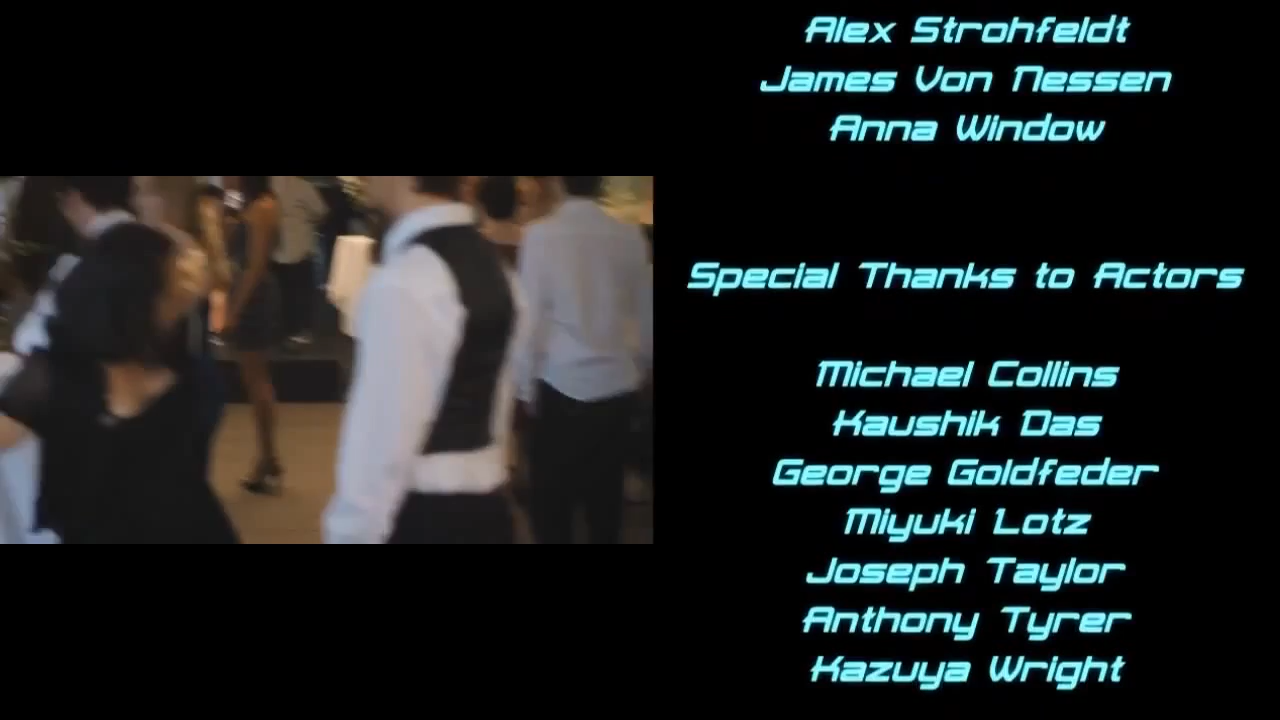 Alex Strohfeldt
James Von Nessen
Anna Window
Special Thanks to Actors
Michael Collins
Kaushik Das
George Goldfeder
Miyuki Lotz
Joseph Taylor
Anthony Tyrer
Kazuya Wright